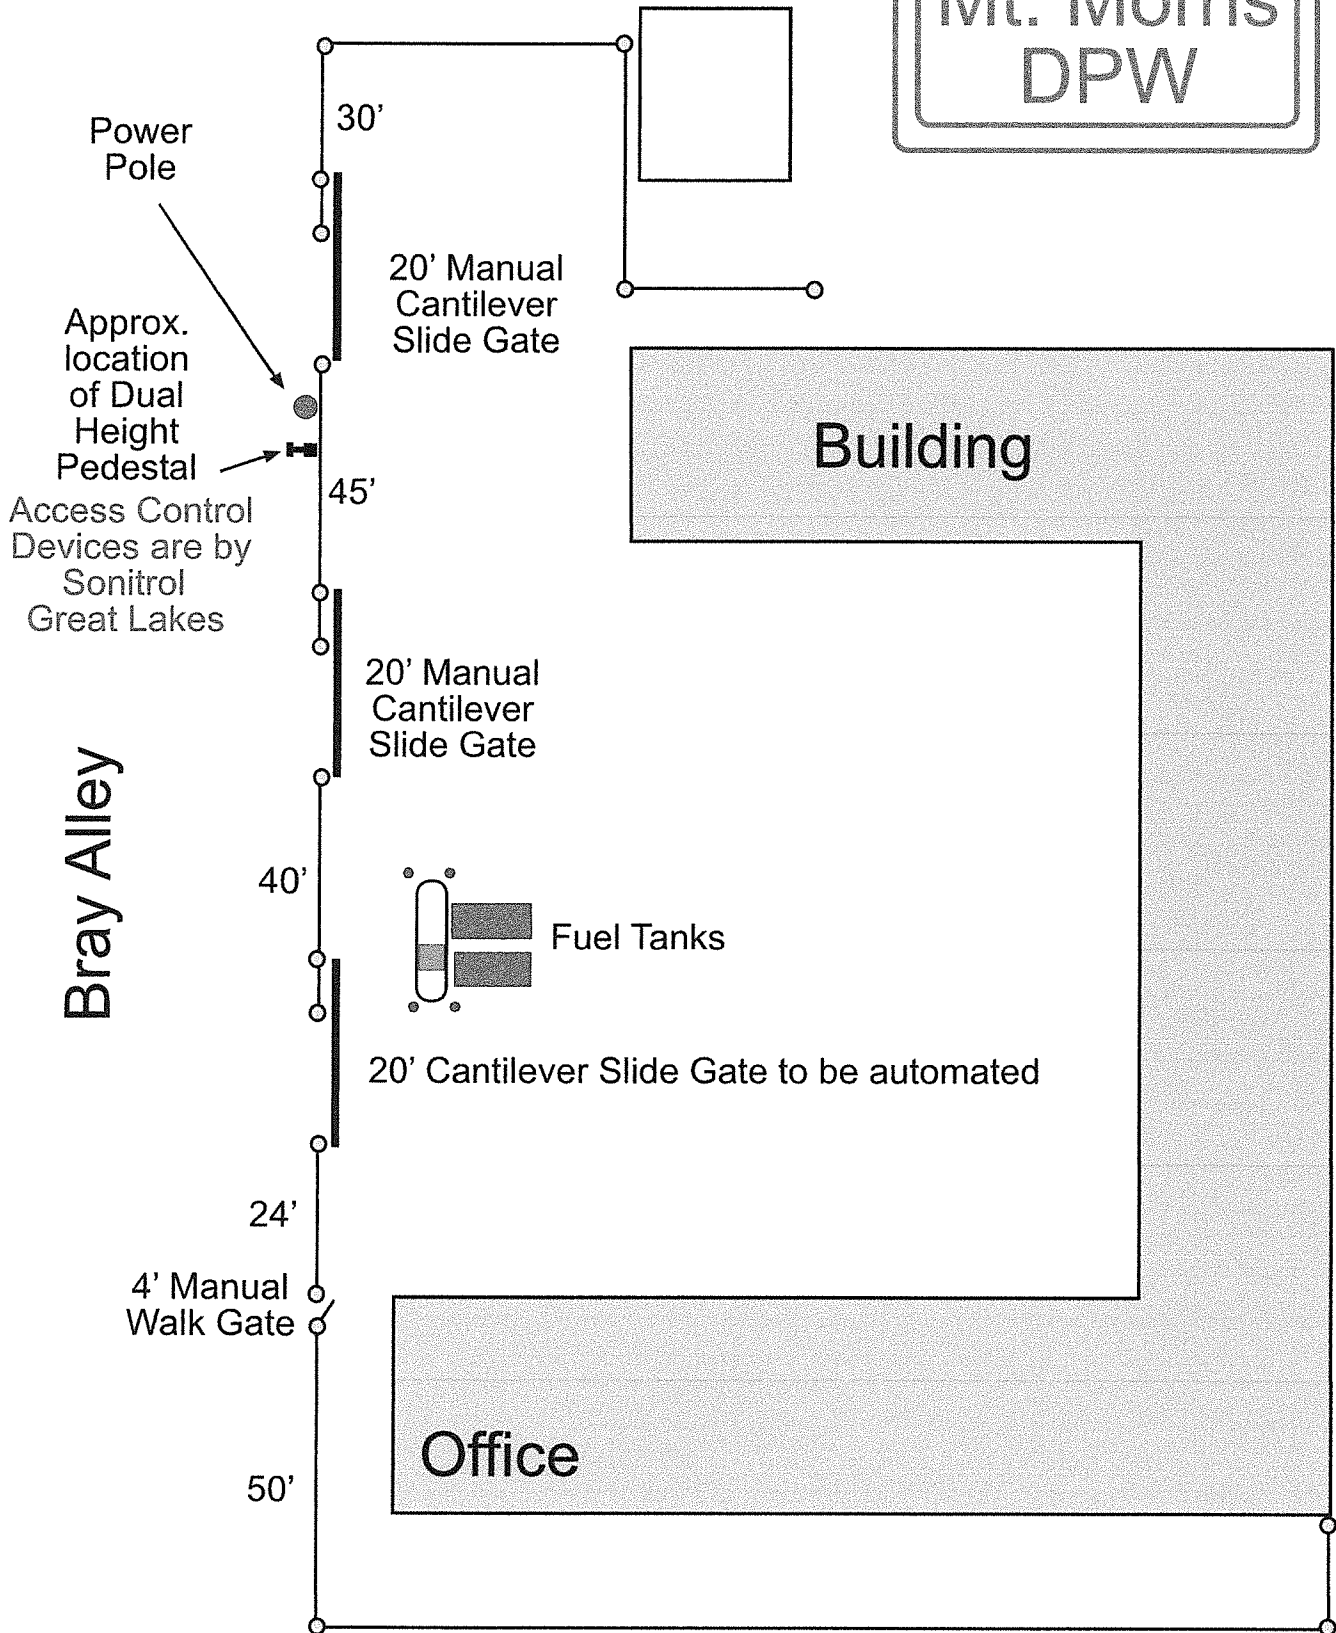 Mt. Morris
DPW
30’
Power
Pole
20’ Manual
Cantilever
Slide Gate
Approx.
location
of Dual
Height
Pedestal
Access Control
Devices are by
Sonitrol
Great Lakes
45’
Building
20’ Manual
Cantilever
Slide Gate
Bray Alley
40’
Fuel Tanks
20’ Cantilever Slide Gate to be automated
24’
4’ Manual
Walk Gate
Office
50’